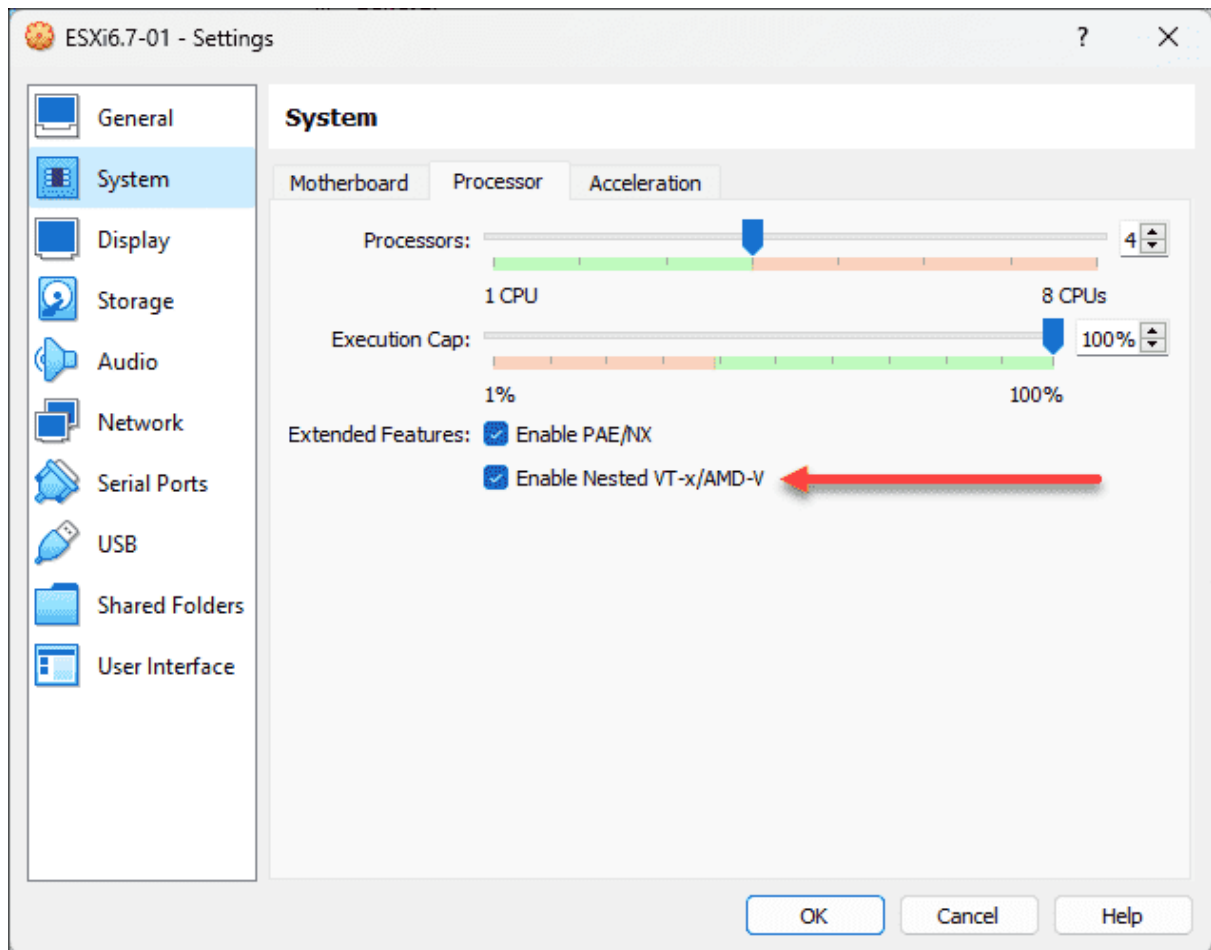 ESXi6.7-01 - Settings ?
General
System
Display
Storage
Audio
Network
Serial Ports
USB
Shared Folders
User Interface
System
Motherboard Processor Acceleration
Processors: 4
1 CPU 8 CPUs
Execution Cap: 100%
1% 100%
Extended Features: Enable PAE/NX
Enable Nested VT-x/AMD-V
OK Cancel Help